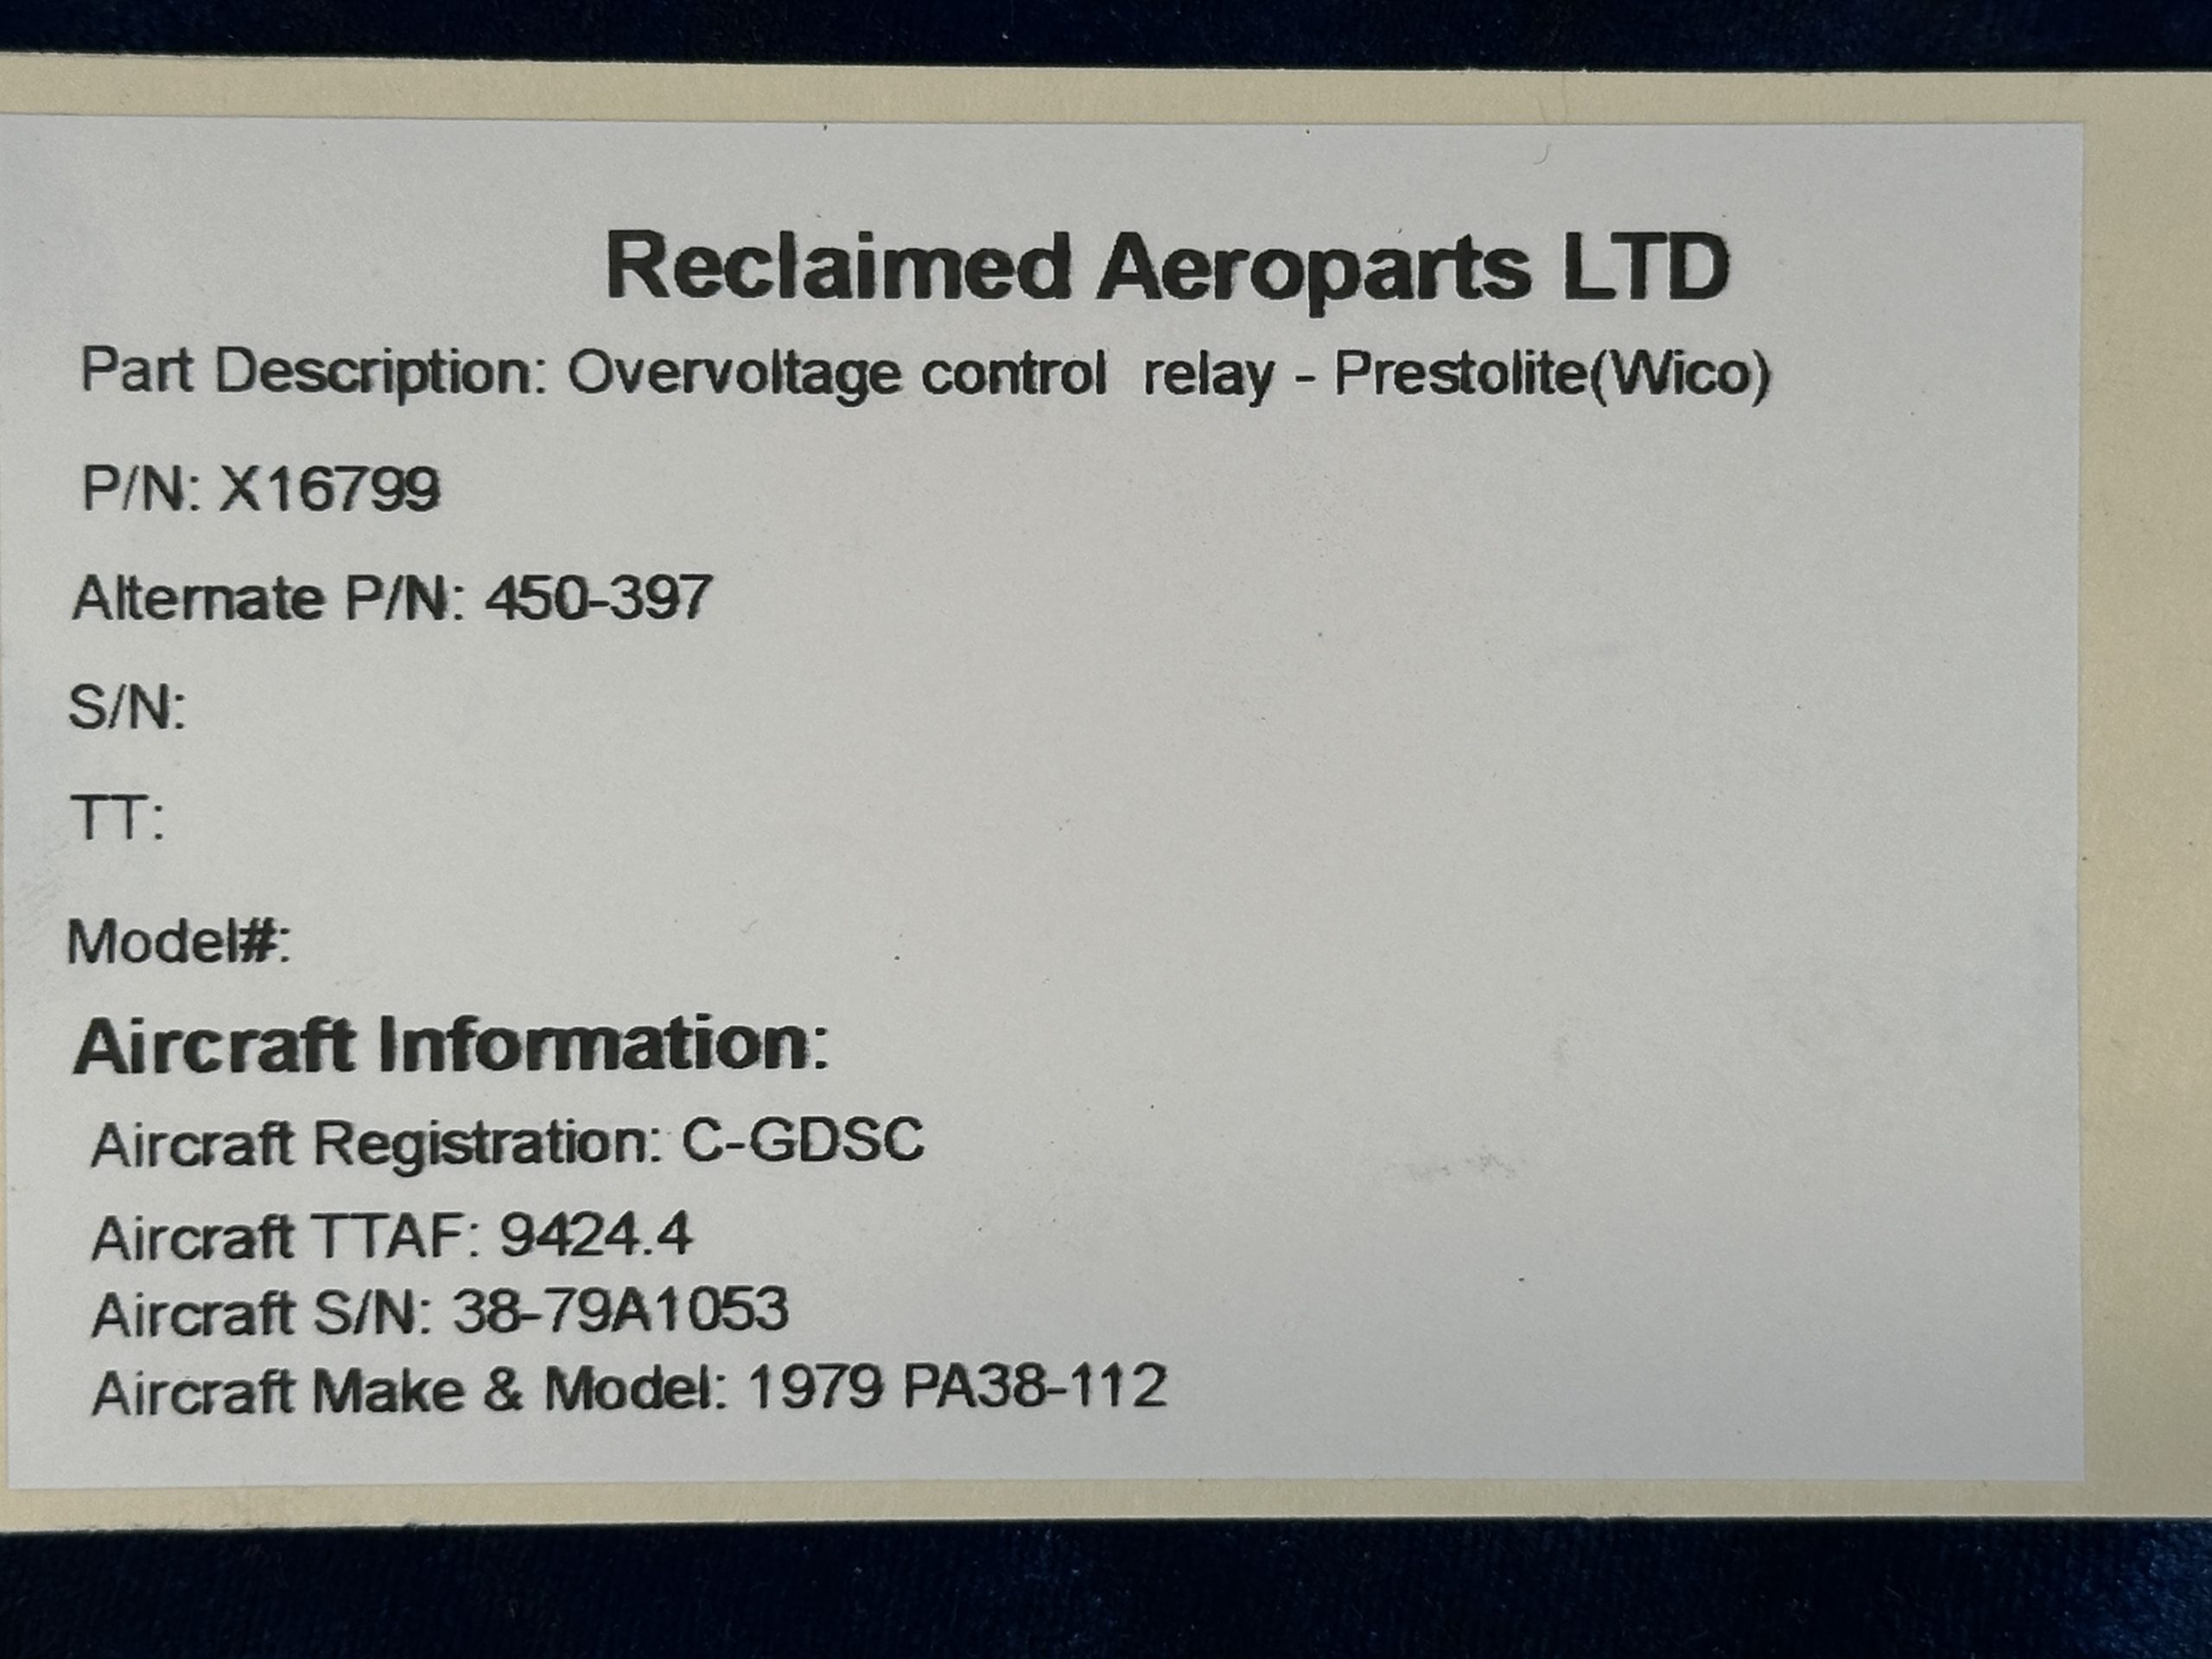 Reclaimed Aeroparts LTD
Part Description: Overvoltage control  relay - Prestolite(Wico)
P/N: X16799
Alternate P/N: 450-397
S/N:
TT:
Model#:
Aircraft Information:
Aircraft Registration: C-GDSC
Aircraft TTAF: 9424.4
Aircraft S/N: 38-79A1053
Aircraft Make & Model: 1979 PA38-112